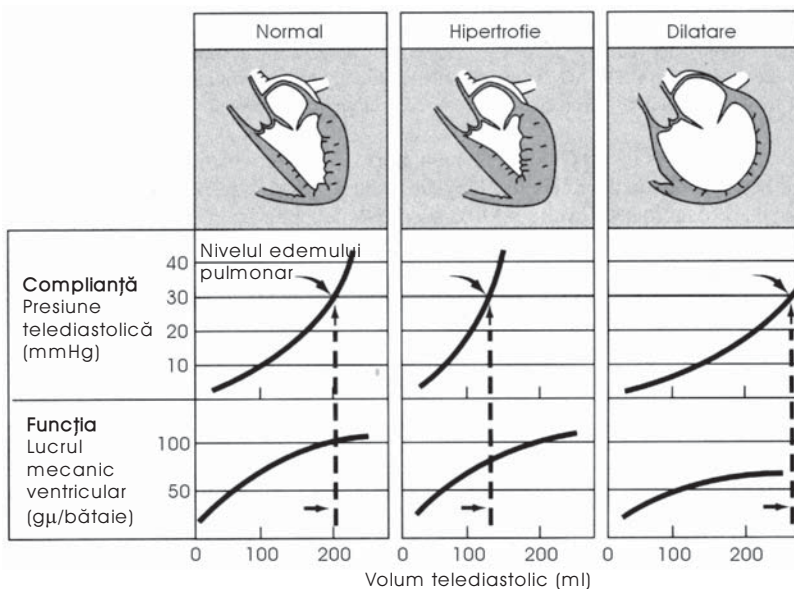 Normal
Hipertrofie
Dilatare
Nivelul edemului
pulmonar
Complianță
Presiune
telediastolică
(mmHg)
40
30
20
10
Funcția
Lucrul
mecanic
ventricular
(gμ/bătaie)
100
50
0 100 200 0 100 200 0 100 200
Volum telediastolic (ml)